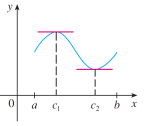 y
0 a c₁ c₂ b x